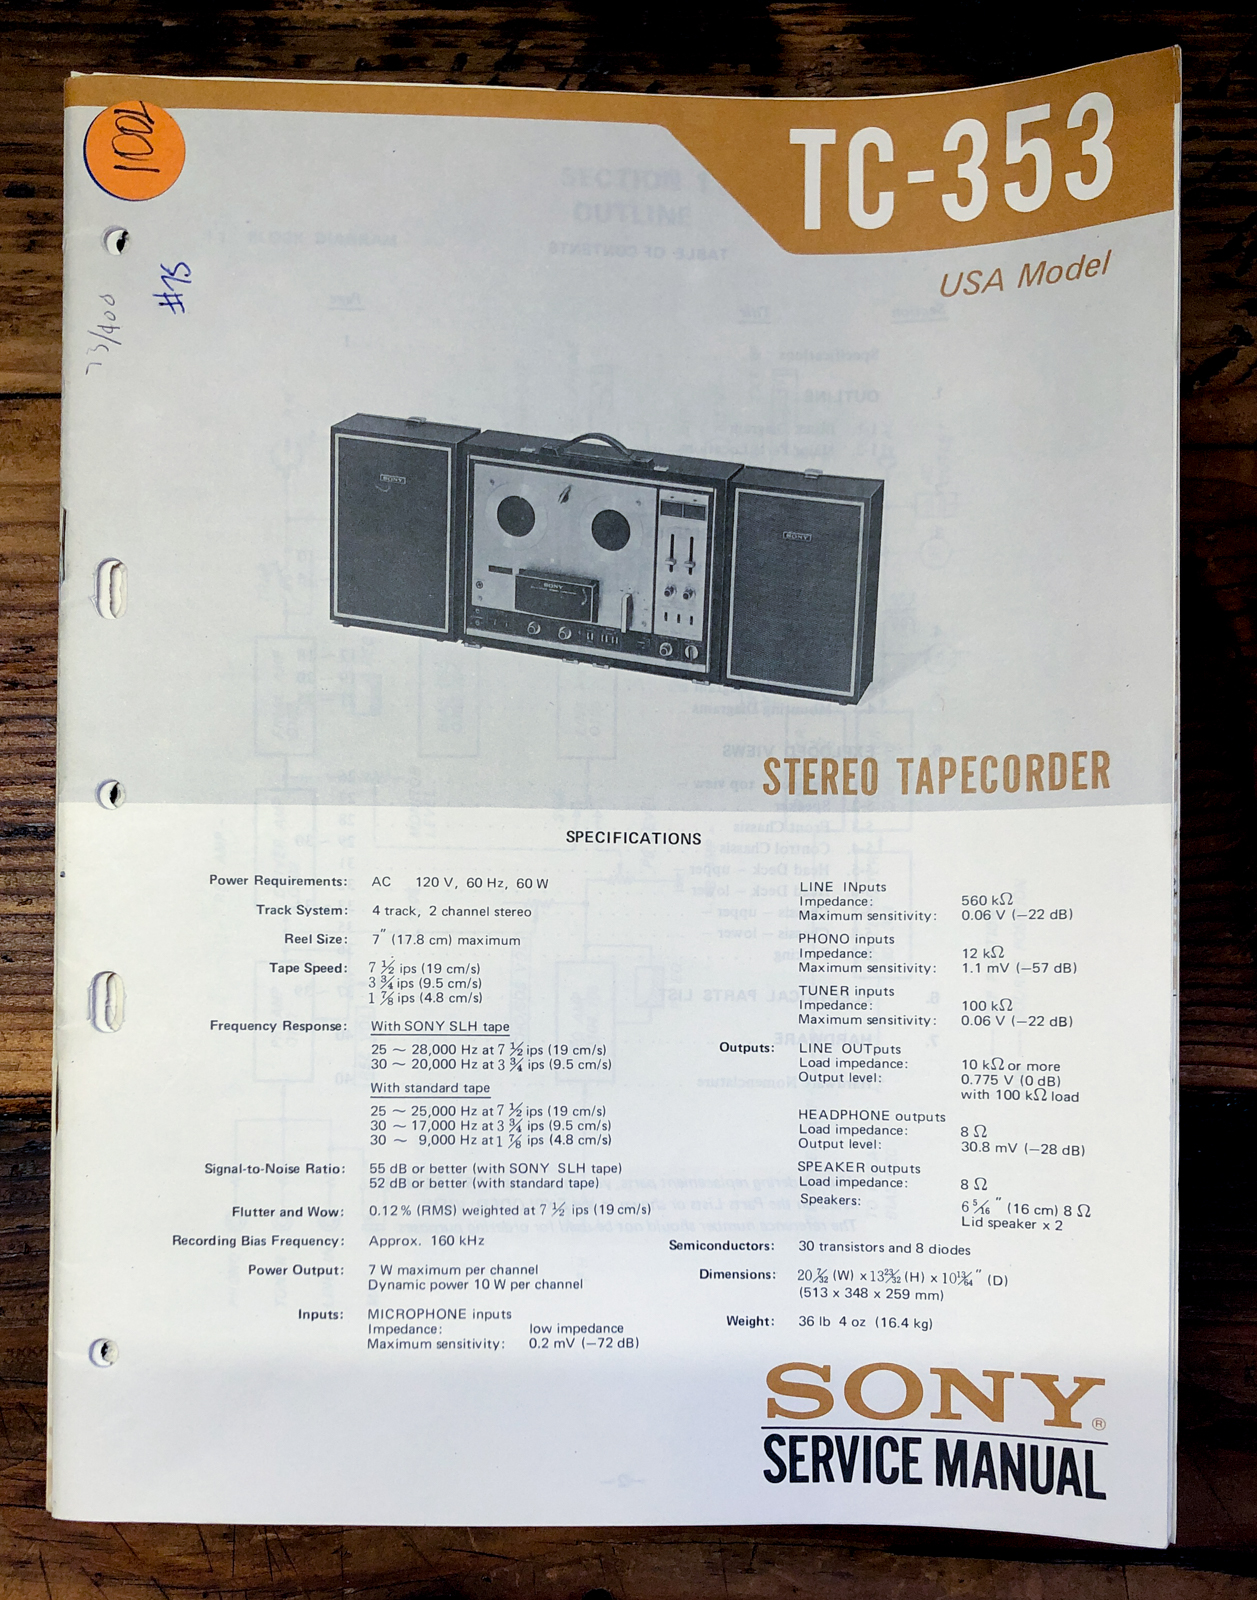 TC-353
USA Model
1001
#75
73/400
SONY
SONY
SONY
STEREO TAPECORDER
SPECIFICATIONS
Power Requirements: AC 120 V, 60 Hz, 60 W
Track System: 4 track, 2 channel stereo
Reel Size: 7″ (17.8 cm) maximum
Tape Speed: 7 ½ ips (19 cm/s)
3 ¾ ips (9.5 cm/s)
1 ⅞ ips (4.8 cm/s)
Frequency Response: With SONY SLH tape
25 ~ 28,000 Hz at 7 ½ ips (19 cm/s)
30 ~ 20,000 Hz at 3 ¾ ips (9.5 cm/s)
With standard tape
25 ~ 25,000 Hz at 7 ½ ips (19 cm/s)
30 ~ 17,000 Hz at 3 ¾ ips (9.5 cm/s)
30 ~ 9,000 Hz at 1 ⅞ ips (4.8 cm/s)
Signal-to-Noise Ratio: 55 dB or better (with SONY SLH tape)
52 dB or better (with standard tape)
Flutter and Wow: 0.12% (RMS) weighted at 7 ½ ips (19 cm/s)
Recording Bias Frequency: Approx. 160 kHz
Power Output: 7 W maximum per channel
Dynamic power 10 W per channel
Inputs: MICROPHONE inputs
Impedance: low impedance
Maximum sensitivity: 0.2 mV (−72 dB)
LINE INputs
Impedance: 560 kΩ
Maximum sensitivity: 0.06 V (−22 dB)
PHONO inputs
Impedance: 12 kΩ
Maximum sensitivity: 1.1 mV (−57 dB)
TUNER inputs
Impedance: 100 kΩ
Maximum sensitivity: 0.06 V (−22 dB)
Outputs: LINE OUTputs
Load impedance: 10 kΩ or more
Output level: 0.775 V (0 dB)
with 100 kΩ load
HEADPHONE outputs
Load impedance: 8 Ω
Output level: 30.8 mV (−28 dB)
SPEAKER outputs
Load impedance: 8 Ω
Speakers: 6 5/16″ (16 cm) 8 Ω
Lid speaker x 2
Semiconductors: 30 transistors and 8 diodes
Dimensions: 20 7/32 (W) x 13 23/32 (H) x 10 13/64″ (D)
(513 x 348 x 259 mm)
Weight: 36 lb 4 oz (16.4 kg)
SONY®
SERVICE MANUAL